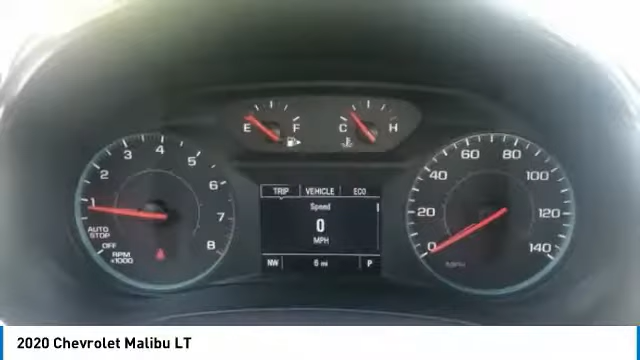 E F C H
1 2 3 4 5 6 7 8
AUTO
STOP
OFF
RPM
x1000
TRIP VEHICLE ECO
Speed
0
MPH
NW 6 mi P
0 20 40 60 80 100 120 140
MPH
2020 Chevrolet Malibu LT